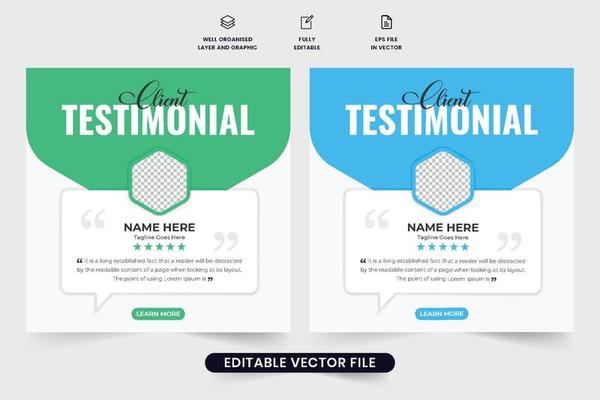 WELL ORGANISED
LAYER AND GRAPHIC
FULLY
EDITABLE
EPS FILE
IN VECTOR
Client
TESTIMONIAL
NAME HERE
Tagline Goes Here
❝ It is a long established fact that a reader will be distracted
by the readable content of a page when looking at its layout.
The point of using Lorem Ipsum is ❞
LEARN MORE
Client
TESTIMONIAL
NAME HERE
Tagline Goes Here
❝ It is a long established fact that a reader will be distracted
by the readable content of a page when looking at its layout.
The point of using Lorem Ipsum is ❞
LEARN MORE
EDITABLE VECTOR FILE